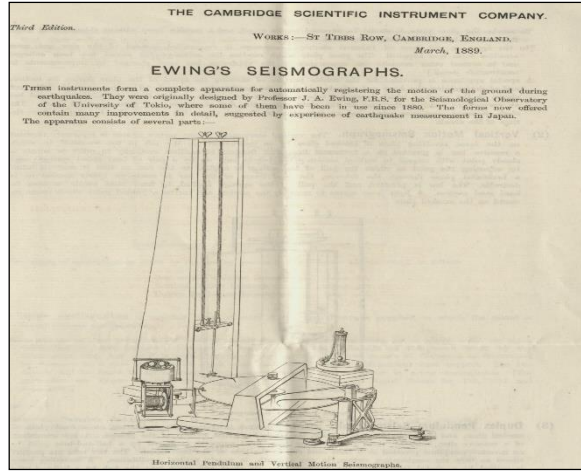 THE CAMBRIDGE SCIENTIFIC INSTRUMENT COMPANY.
Third Edition.
WORKS:—ST TIBBS ROW, CAMBRIDGE, ENGLAND.
March, 1889.
EWING'S SEISMOGRAPHS.
THESE instruments form a complete apparatus for automatically registering the motion of the ground during
earthquakes. They were originally designed by Professor J. A. Ewing, F.R.S. for the Seismological Observatory
of the University of Tokio, where some of them have been in use since 1880. The forms now offered
contain many improvements in detail, suggested by experience of earthquake measurement in Japan.
The apparatus consists of several parts:—
Horizontal Pendulum and Vertical Motion Seismographs.